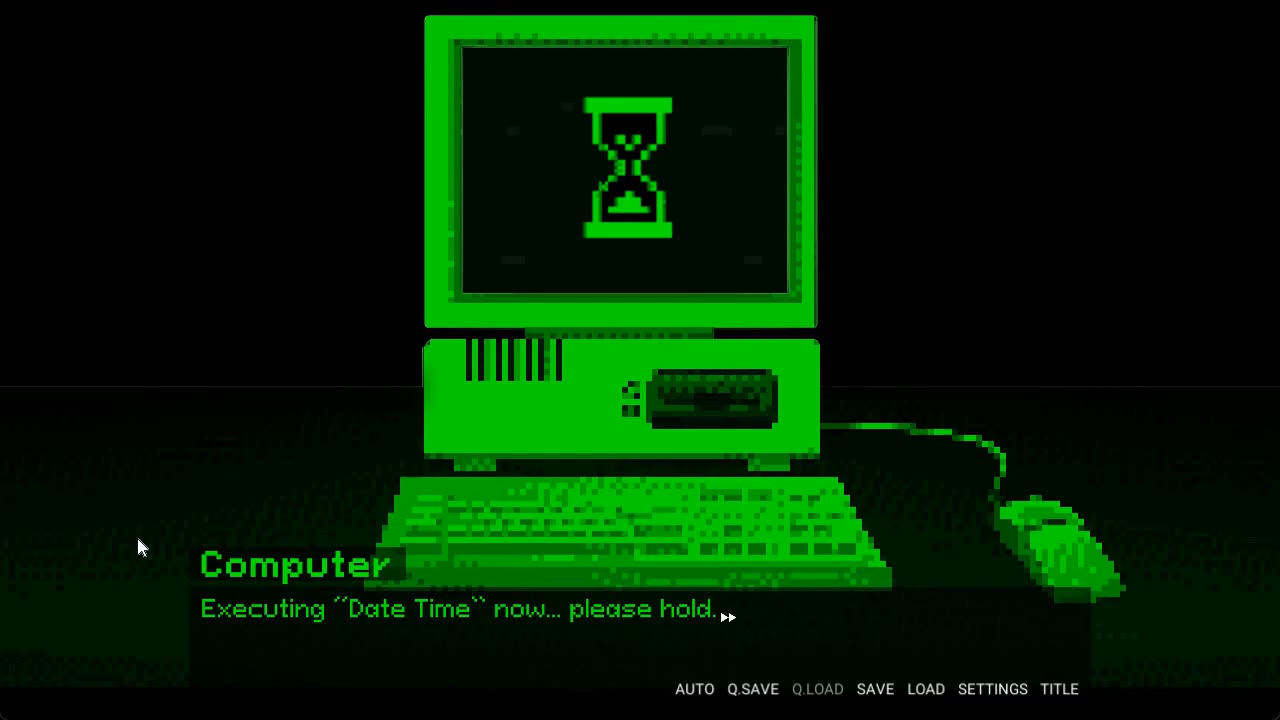 Computer
Executing ``Date Time`` now... please hold.
AUTO Q.SAVE Q.LOAD SAVE LOAD SETTINGS TITLE